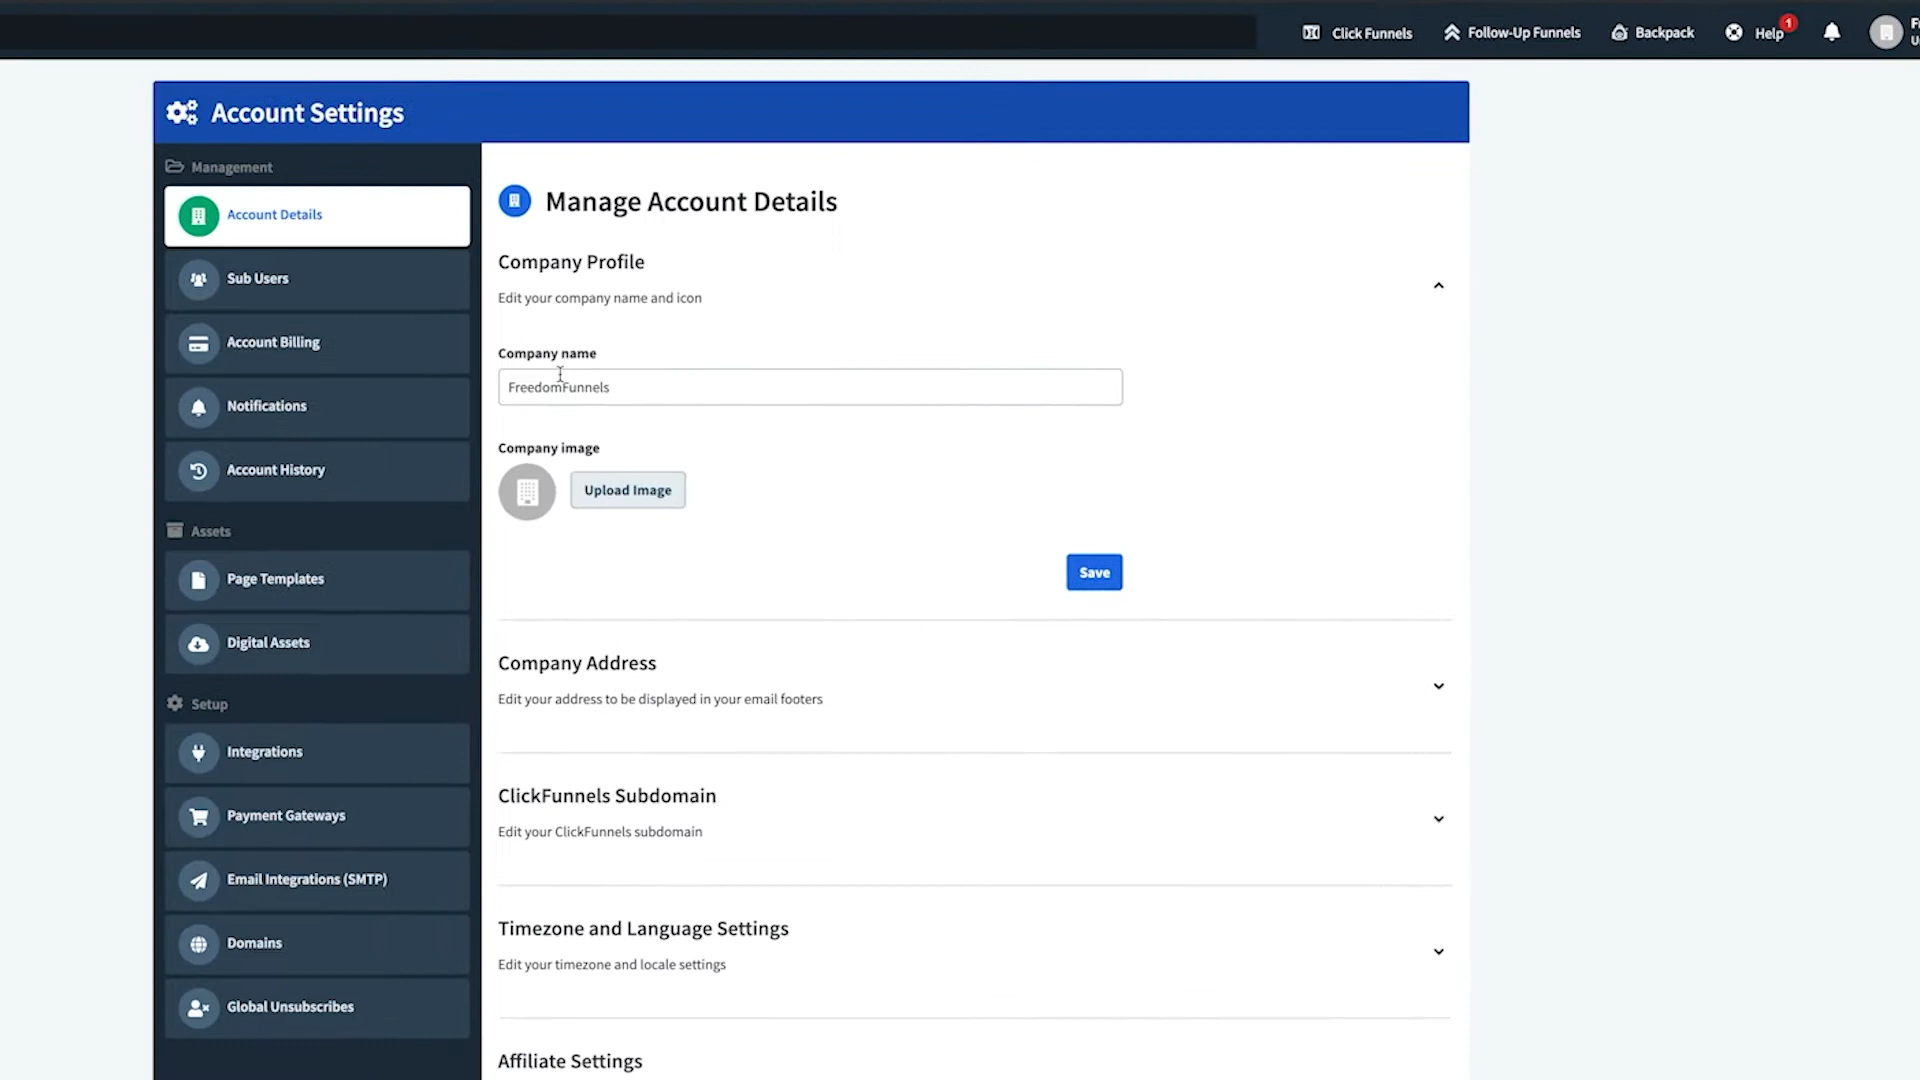 Click Funnels
Follow-Up Funnels
Backpack
Help
1
Account Settings
Management
Account Details
Sub Users
Account Billing
Notifications
Account History
Assets
Page Templates
Digital Assets
Setup
Integrations
Payment Gateways
Email Integrations (SMTP)
Domains
Global Unsubscribes
Manage Account Details
Company Profile
Edit your company name and icon
Company name
FreedomFunnels
Company image
Upload Image
Save
Company Address
Edit your address to be displayed in your email footers
ClickFunnels Subdomain
Edit your ClickFunnels subdomain
Timezone and Language Settings
Edit your timezone and locale settings
Affiliate Settings